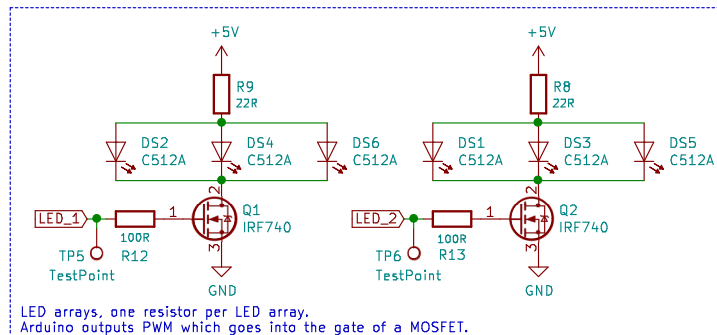 +5V +5V
R9 R8
22R 22R
DS2 DS4 DS6 DS1 DS3 DS5
C512A C512A C512A C512A C512A C512A
2 2
LED_1 1 Q1 LED_2 1 Q2
IRF740 IRF740
100R 3 100R 3
TP5 R12 TP6 R13
TestPoint GND TestPoint GND
LED arrays, one resistor per LED array.
Arduino outputs PWM which goes into the gate of a MOSFET.